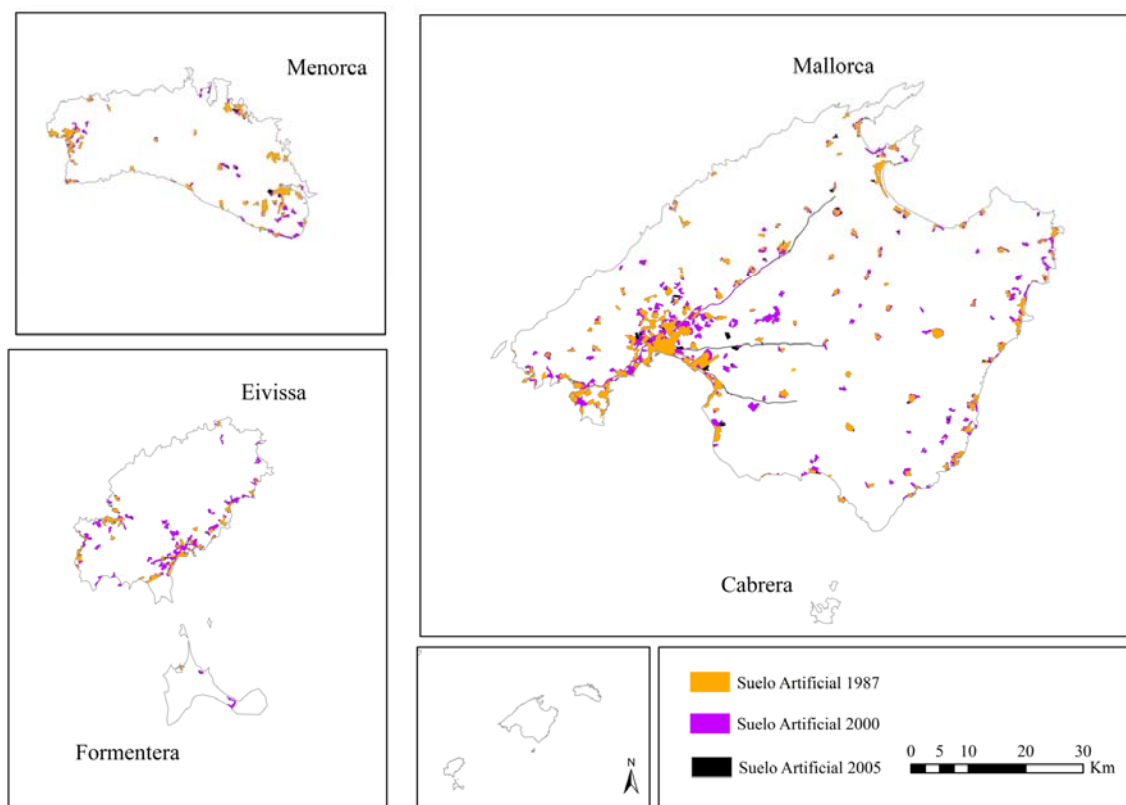 Menorca
Mallorca
Eivissa
Formentera
Cabrera
N
Suelo Artificial 1987
Suelo Artificial 2000
Suelo Artificial 2005
0 5 10 20 30
Km